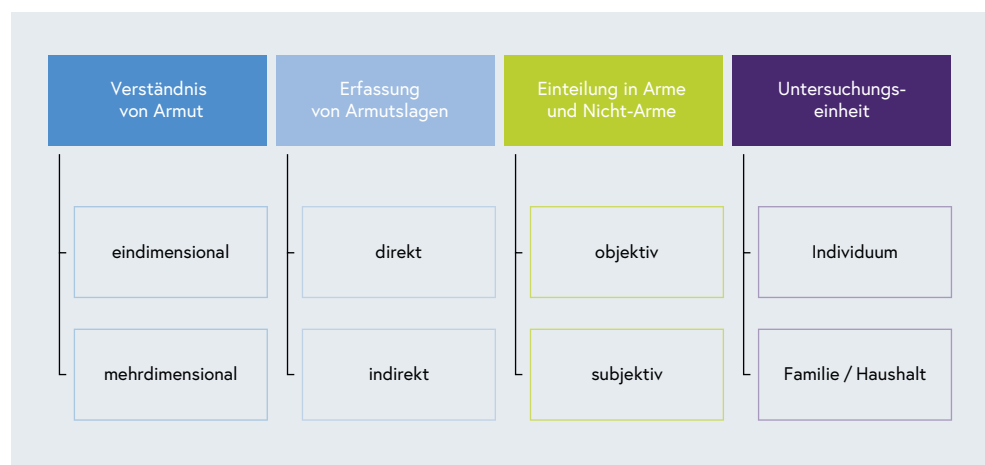 Verständnis
von Armut
Erfassung
von Armutslagen
Einteilung in Arme
und Nicht-Arme
Untersuchungs-
einheit
eindimensional
direkt
objektiv
Individuum
mehrdimensional
indirekt
subjektiv
Familie / Haushalt